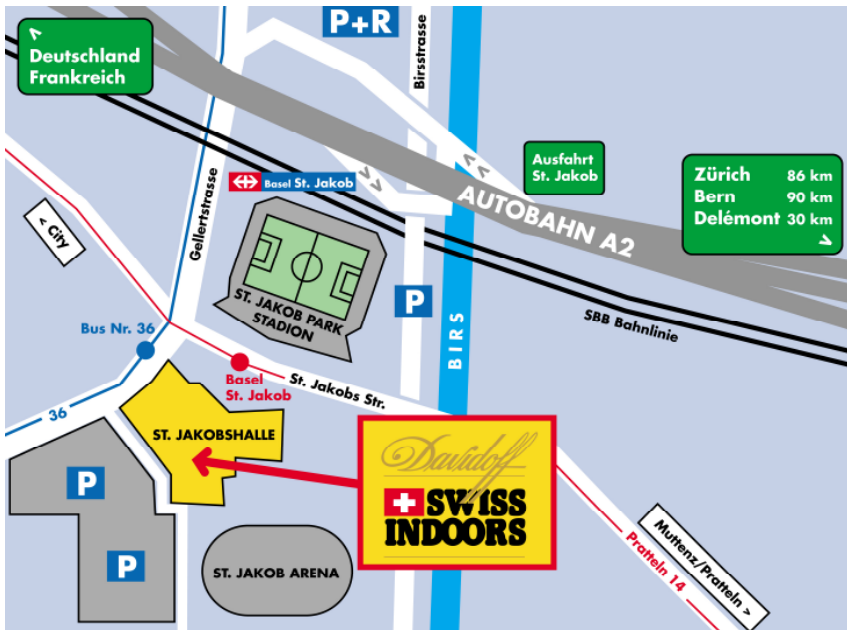 P+R
Birsstrasse
Deutschland
Frankreich
Ausfahrt
St. Jakob
Zürich 86 km
Bern 90 km
Delémont 30 km
AUTOBAHN A2
Basel St. Jakob
Gellertstrasse
< City
ST. JAKOB PARK
STADION
P
SBB Bahnlinie
BIRS
Bus Nr. 36
Basel
St. Jakob
St. Jakobs Str.
36
ST. JAKOBSHALLE
Davidoff
SWISS
INDOORS
P
P
ST. JAKOB ARENA
Pratteln 14
Muttenz/Pratteln >